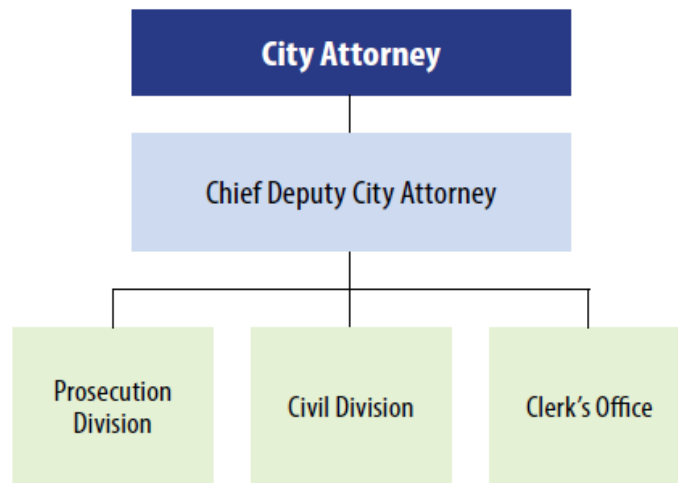 City Attorney
Chief Deputy City Attorney
Prosecution
Division
Civil Division
Clerk's Office